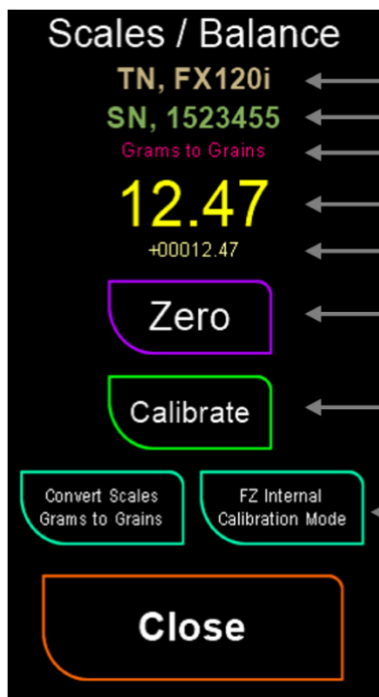 Scales / Balance
TN, FX120i
SN, 1523455
Grams to Grains
12.47
+00012.47
Zero
Calibrate
Convert Scales
Grams to Grains
FZ Internal
Calibration Mode
Close